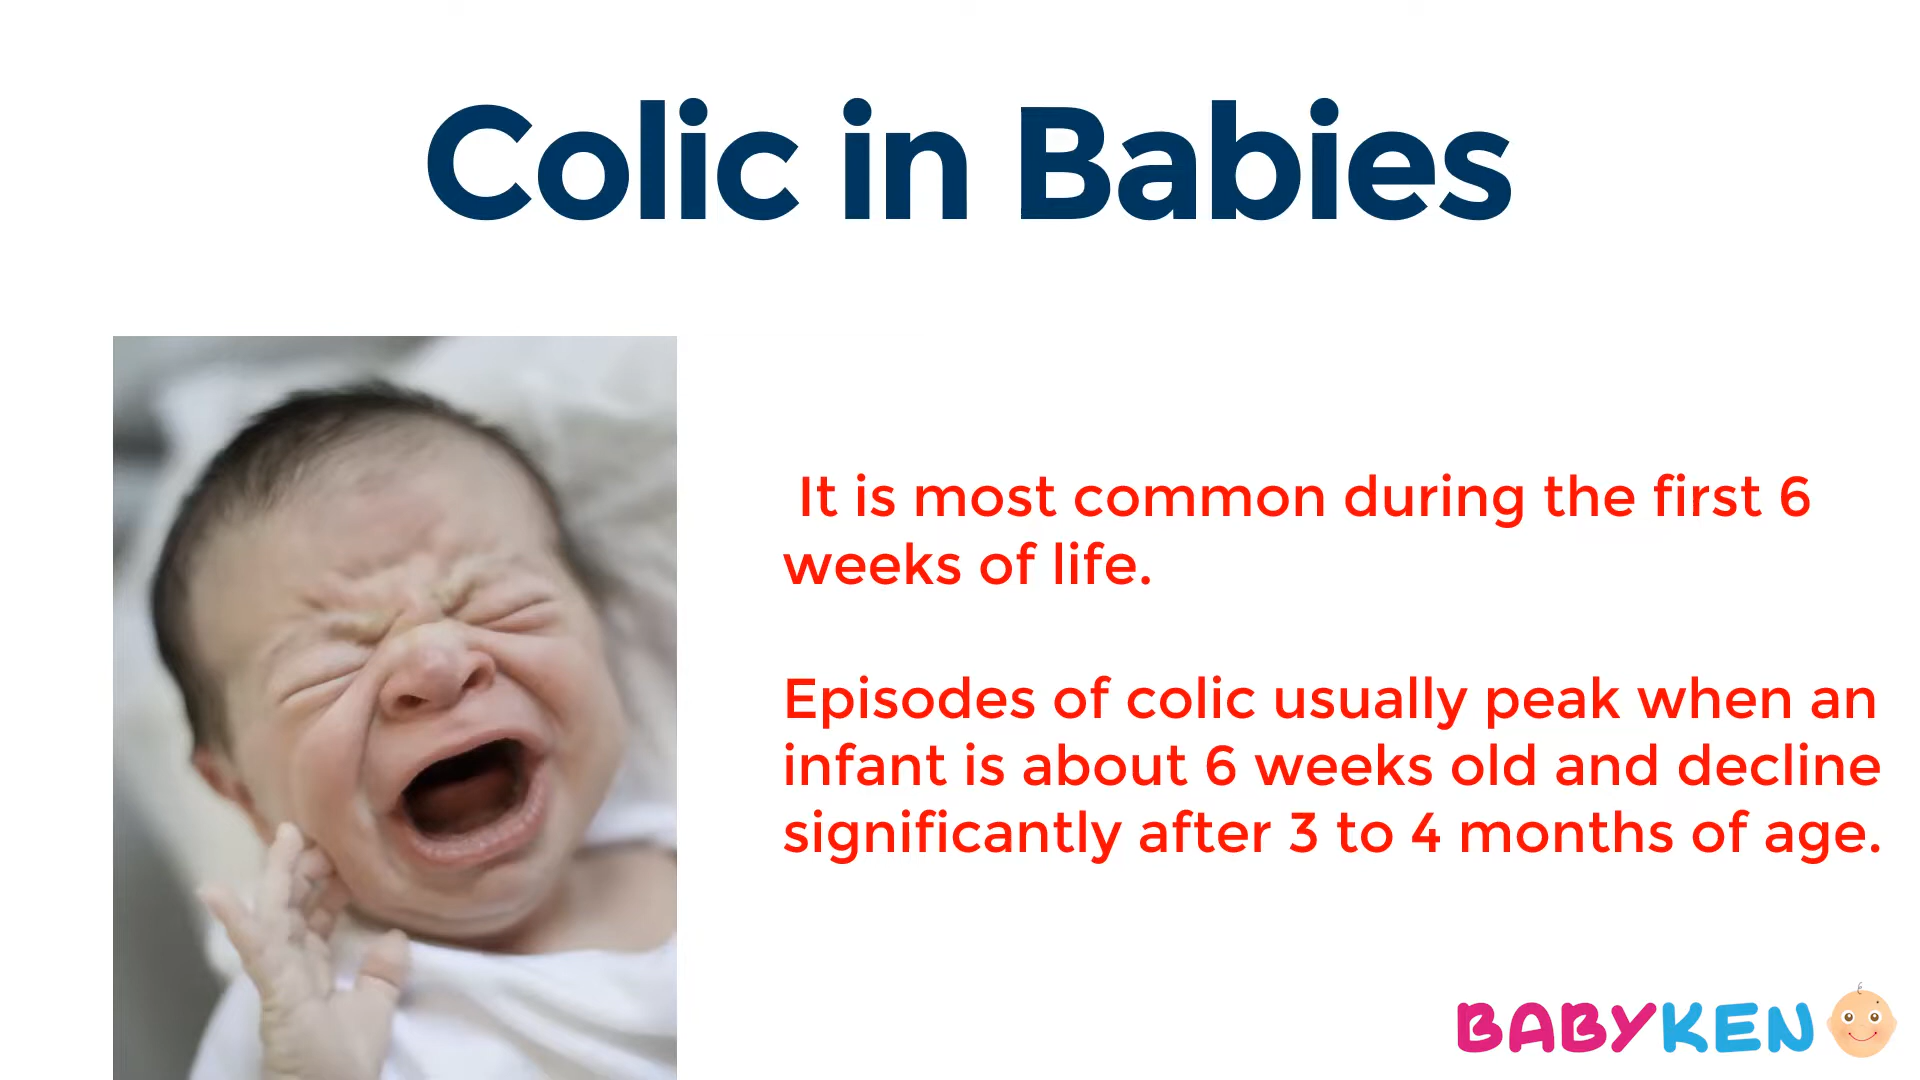 Colic in Babies
It is most common during the first 6
weeks of life.
Episodes of colic usually peak when an
infant is about 6 weeks old and decline
significantly after 3 to 4 months of age.
BABYKEN